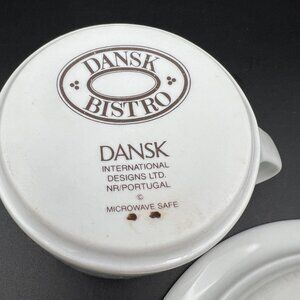 DANSK
BISTRO
DANSK
INTERNATIONAL
DESIGNS LTD.
NR/PORTUGAL
©
MICROWAVE SAFE